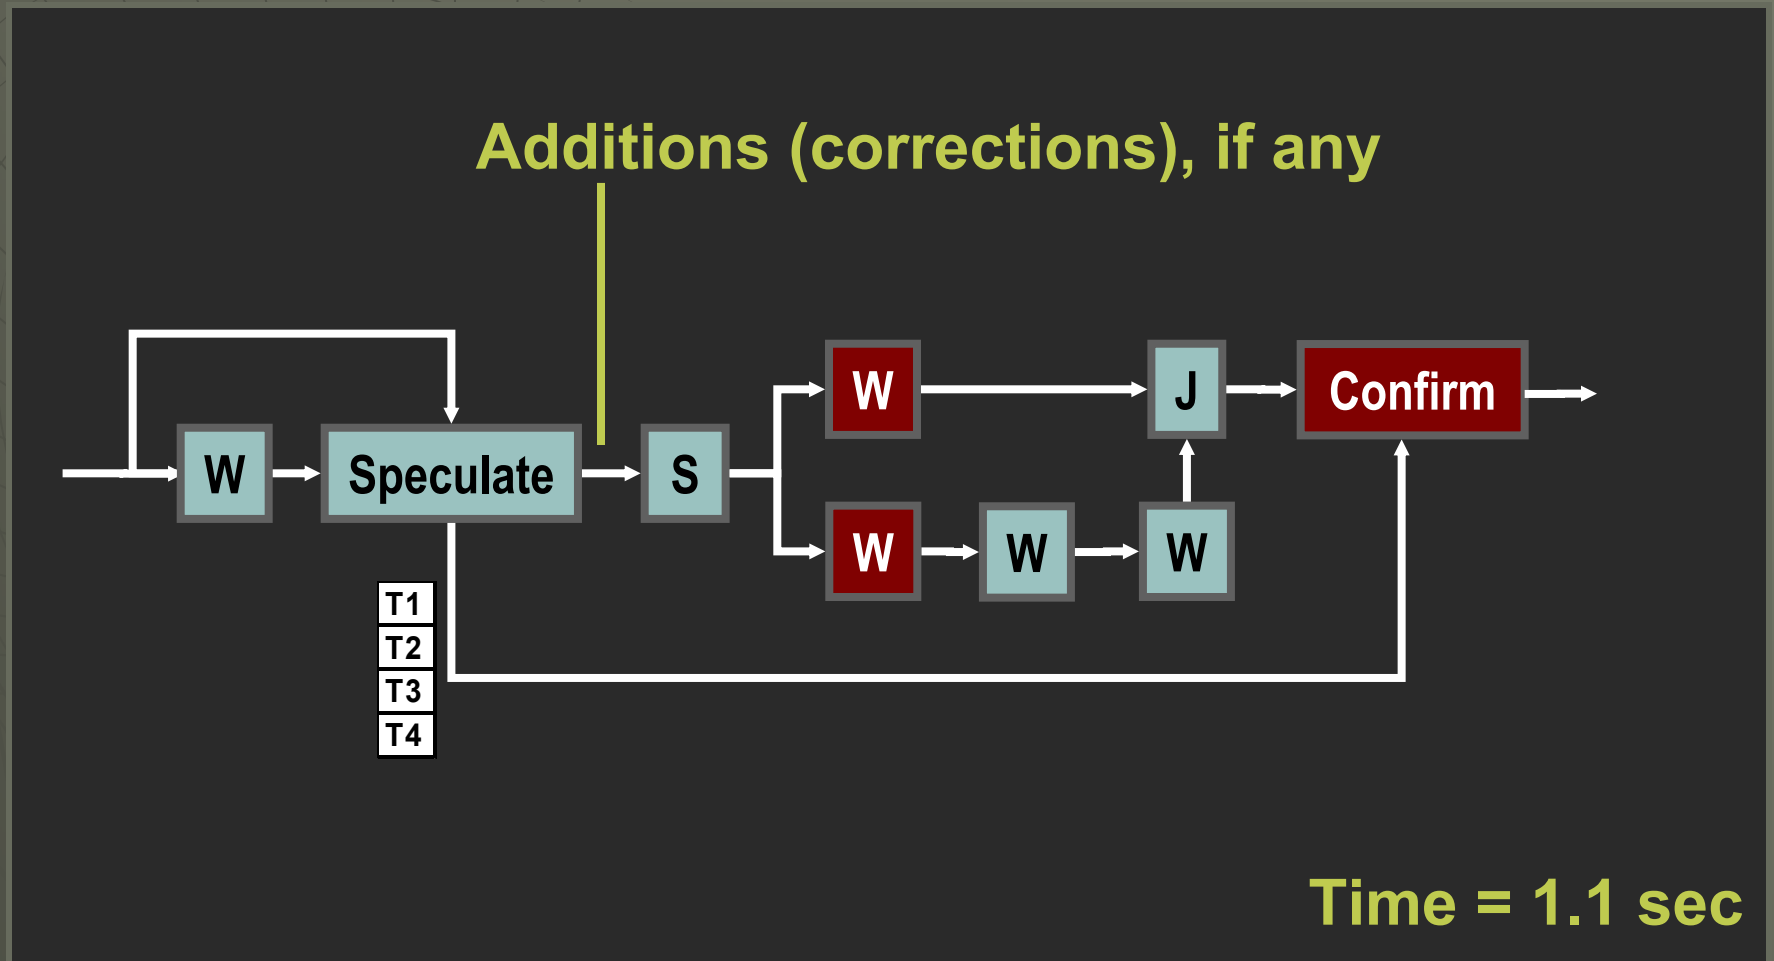 Additions (corrections), if any
W
J
Confirm
W
Speculate
S
W
W
W
T1
T2
T3
T4
Time = 1.1 sec